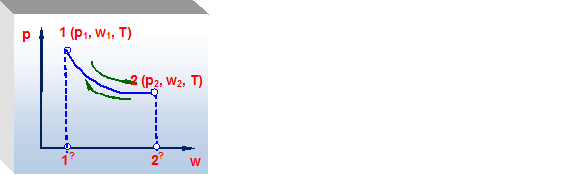 p
1 (p₁, w₁, T)
2 (p₂, w₂, T)
1?
2?
w